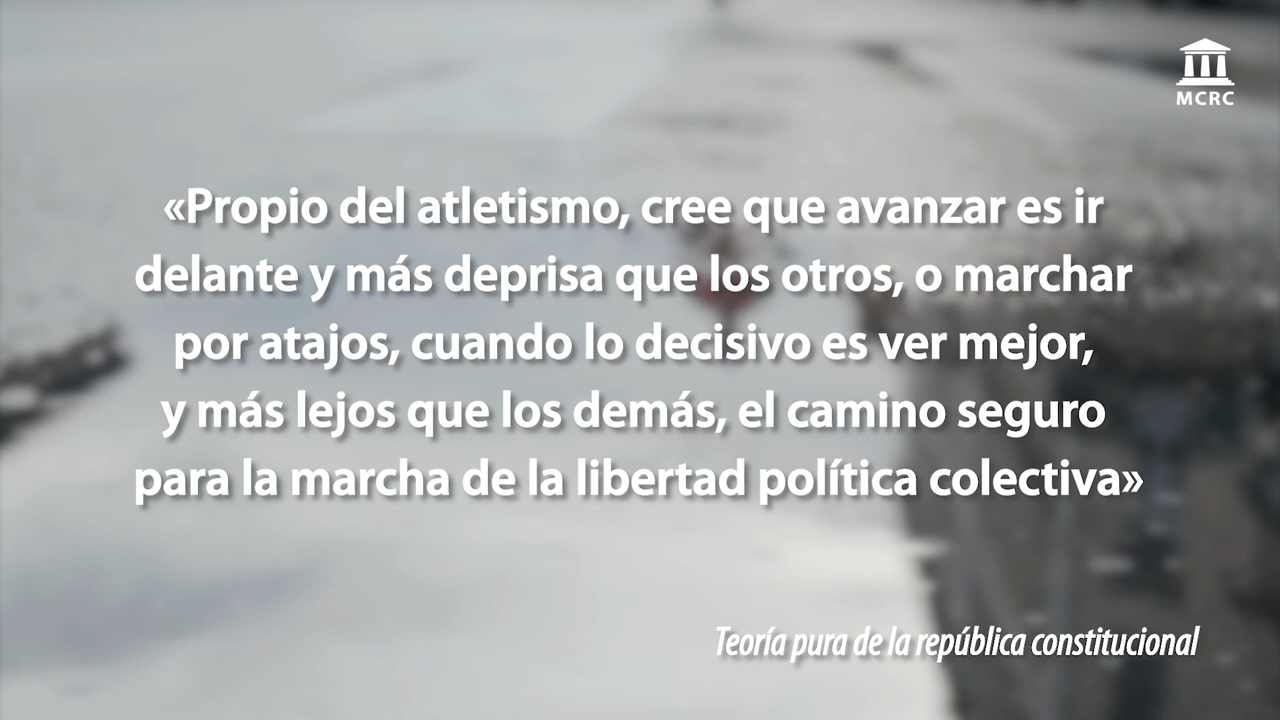 MCRC
«Propio del atletismo, cree que avanzar es ir
delante y más deprisa que los otros, o marchar
por atajos, cuando lo decisivo es ver mejor,
y más lejos que los demás, el camino seguro
para la marcha de la libertad política colectiva»
Teoría pura de la república constitucional